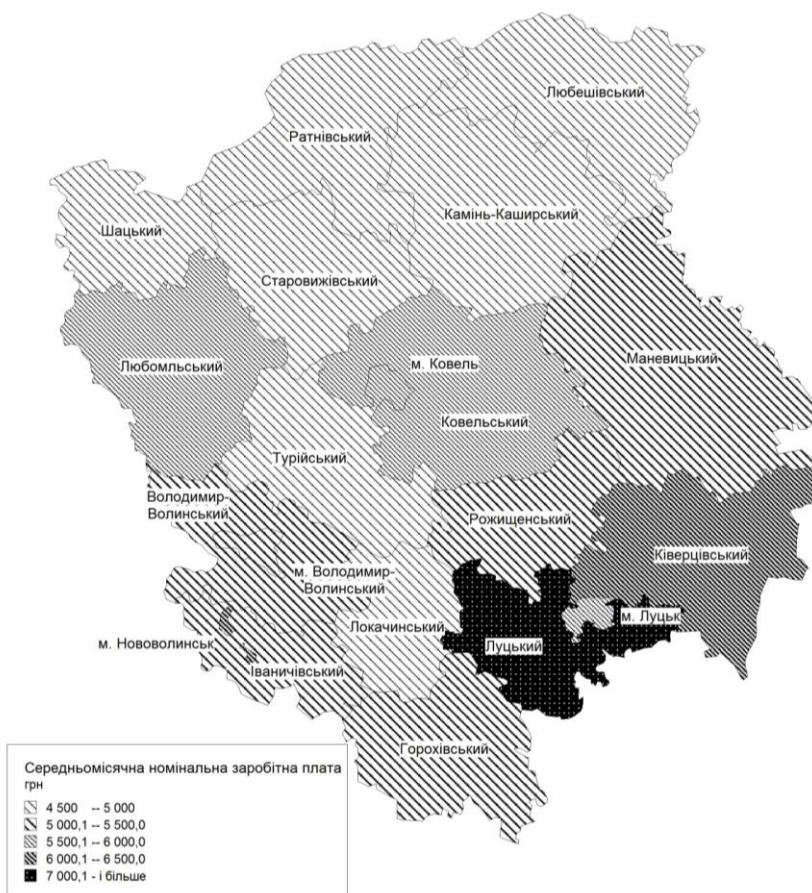 Любешівський
Ратнівський
Камінь-Каширський
Шацький
Старовижівський
Любомльський
м. Ковель
Маневицький
Ковельський
Турійський
Володимир-
Волинський
Рожищенський
Ківерцівський
м. Володимир-
Волинський
м. Луцьк
Локачинський
м. Нововолинськ
Луцький
Іваничівський
Горохівський
Середньомісячна номінальна заробітна плата
грн
4 500 -- 5 000
5 000,1 -- 5 500,0
5 500,1 -- 6 000,0
6 000,1 -- 6 500,0
7 000,1 - і більше